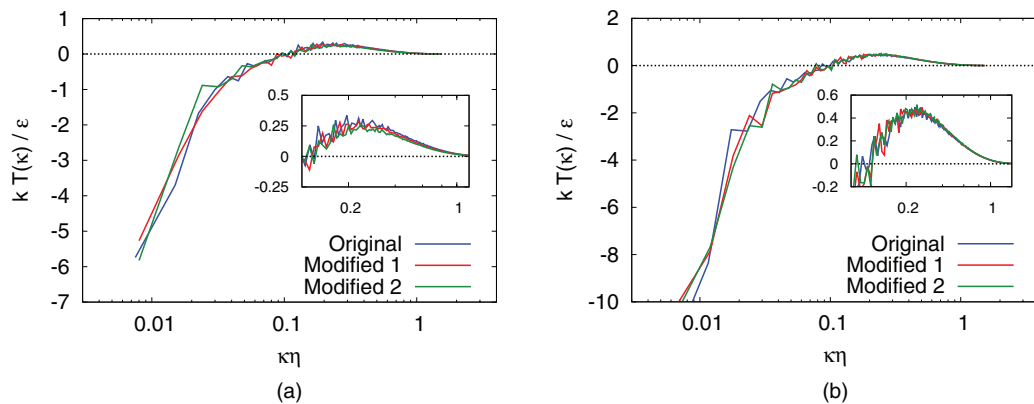 1
0
-1
-2
-3
-4
-5
-6
-7
k T(κ) / ε
0.01
0.1
1
κη
0.5
0.25
0
-0.25
0.2
1
Original
Modified 1
Modified 2
(a)
2
0
-2
-4
-6
-8
-10
k T(κ) / ε
0.01
0.1
1
κη
0.6
0.4
0.2
0
-0.2
0.2
1
Original
Modified 1
Modified 2
(b)